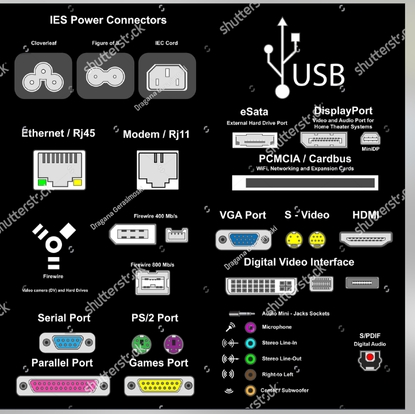 IES Power Connectors
Cloverleaf
Figure of 8
IEC Cord
USB
eSata
External Hard Drive Port
DisplayPort
Video and Audio Port for
Home Theater Systems
MiniDP
Ethernet / Rj45
Modem / Rj11
PCMCIA / Cardbus
WiFi, Networking and Expansion Cards
Firewire 400 Mb/s
VGA Port
S - Video
HDMI
Firewire
Firewire 800 Mb/s
Digital Video Interface
Video camera (DV) and Hard Drives
Serial Port
PS/2 Port
Audio Mini - Jacks Sockets
Microphone
Stereo Line-In
Stereo Line-Out
Right-to-Left
Center/ Subwoofer
S/PDIF
Digital Audio
Parallel Port
Games Port
shutterstock